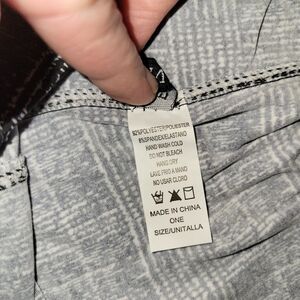 92%POLYESTER/POLIESTER
8%SPANDEX/ELASTANO
HAND WASH COLD
DO NOT BLEACH
HANG DRY
LAVE FRIO A MANO
NO USAR CLORO
MADE IN CHINA
ONE
SIZE/UNITALLA